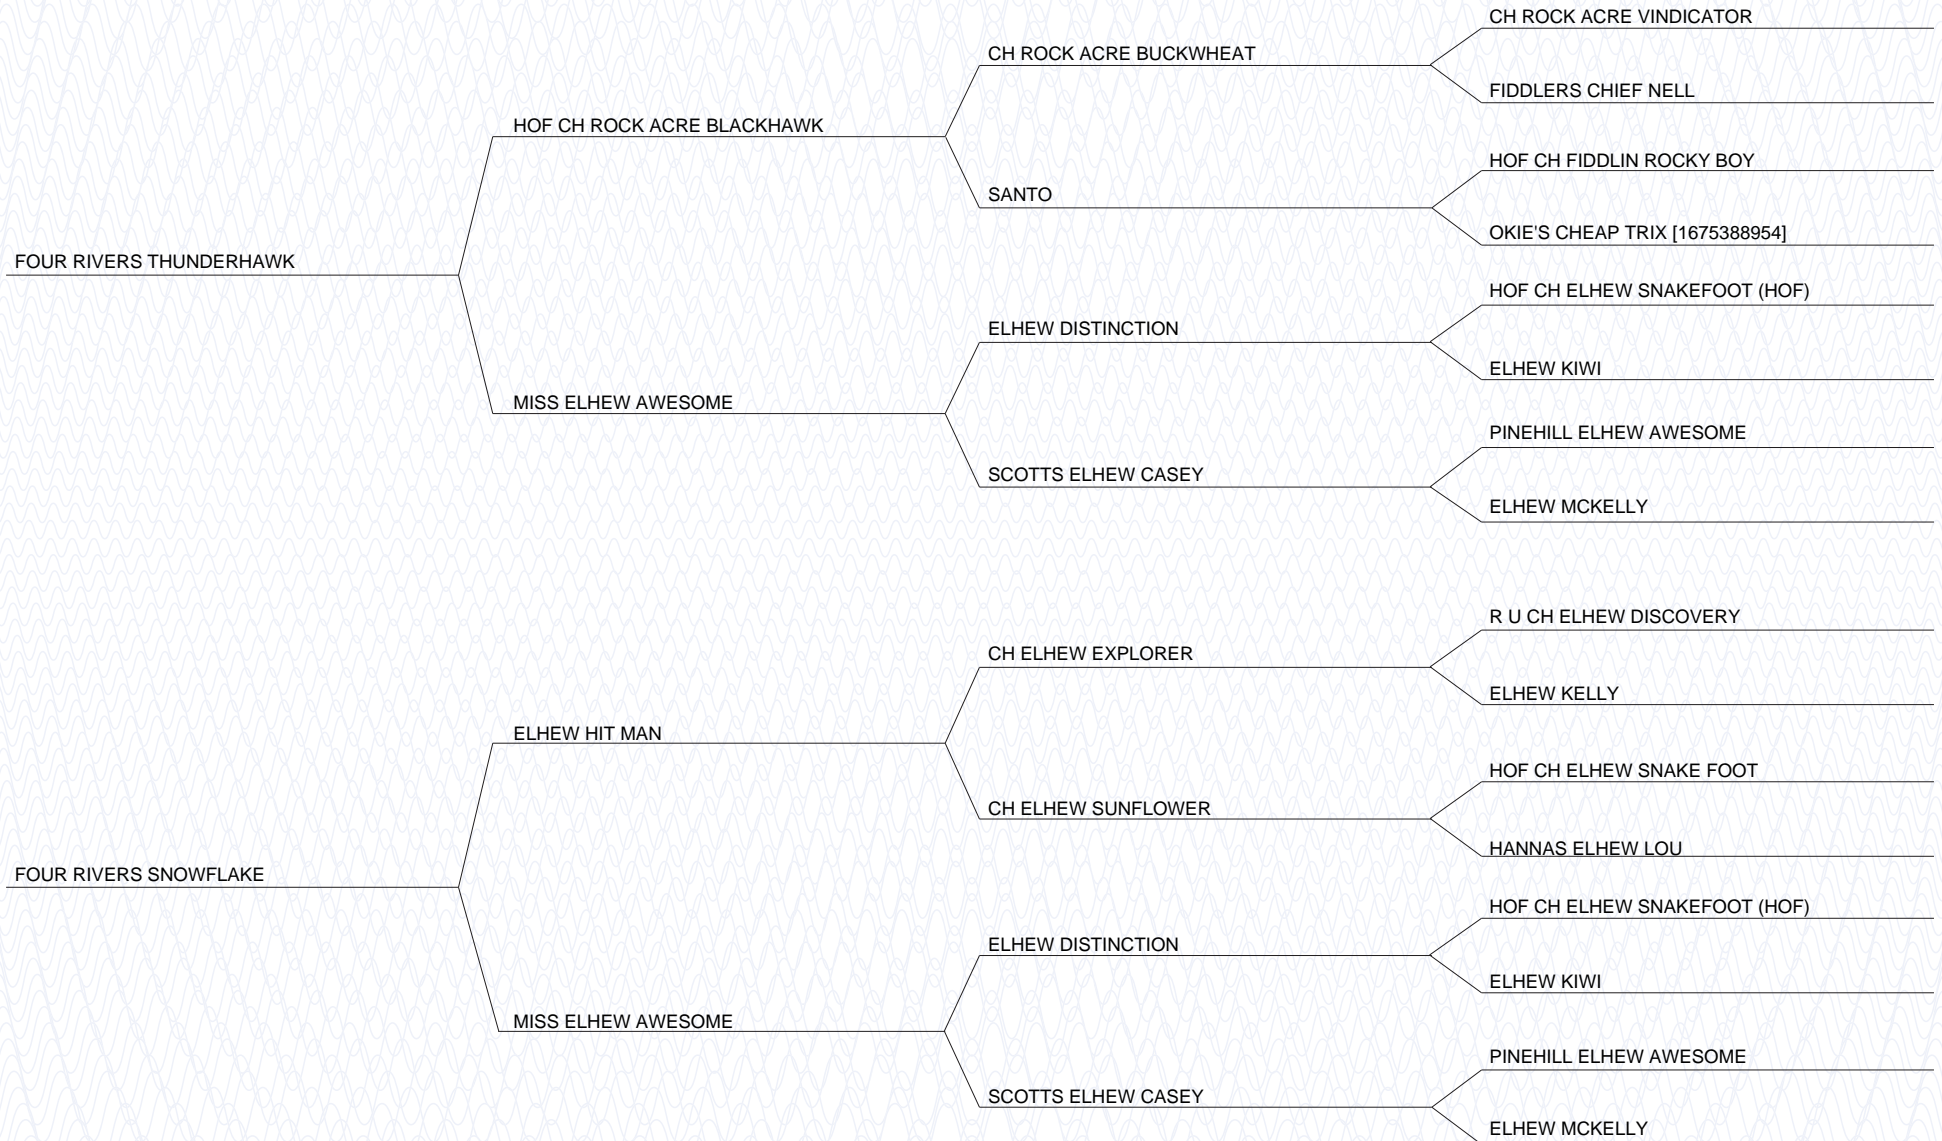 CH ROCK ACRE VINDICATOR
CH ROCK ACRE BUCKWHEAT
FIDDLERS CHIEF NELL
HOF CH ROCK ACRE BLACKHAWK
HOF CH FIDDLIN ROCKY BOY
SANTO
OKIE'S CHEAP TRIX [1675388954]
FOUR RIVERS THUNDERHAWK
HOF CH ELHEW SNAKEFOOT (HOF)
ELHEW DISTINCTION
ELHEW KIWI
MISS ELHEW AWESOME
PINEHILL ELHEW AWESOME
SCOTTS ELHEW CASEY
ELHEW MCKELLY
R U CH ELHEW DISCOVERY
CH ELHEW EXPLORER
ELHEW KELLY
ELHEW HIT MAN
HOF CH ELHEW SNAKE FOOT
CH ELHEW SUNFLOWER
HANNAS ELHEW LOU
FOUR RIVERS SNOWFLAKE
HOF CH ELHEW SNAKEFOOT (HOF)
ELHEW DISTINCTION
ELHEW KIWI
MISS ELHEW AWESOME
PINEHILL ELHEW AWESOME
SCOTTS ELHEW CASEY
ELHEW MCKELLY